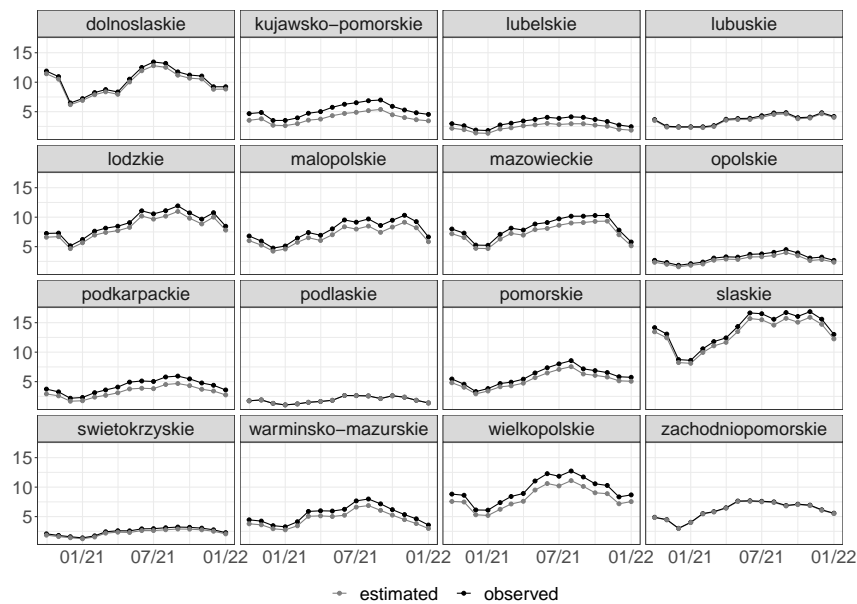 dolnoslaskie kujawsko−pomorskie lubelskie lubuskie
15
10
5
lodzkie malopolskie mazowieckie opolskie
15
10
5
podkarpackie podlaskie pomorskie slaskie
15
10
5
swietokrzyskie warminsko−mazurskie wielkopolskie zachodniopomorskie
15
10
5
01/21 07/21 01/22 01/21 07/21 01/22 01/21 07/21 01/22 01/21 07/21 01/22
estimated observed